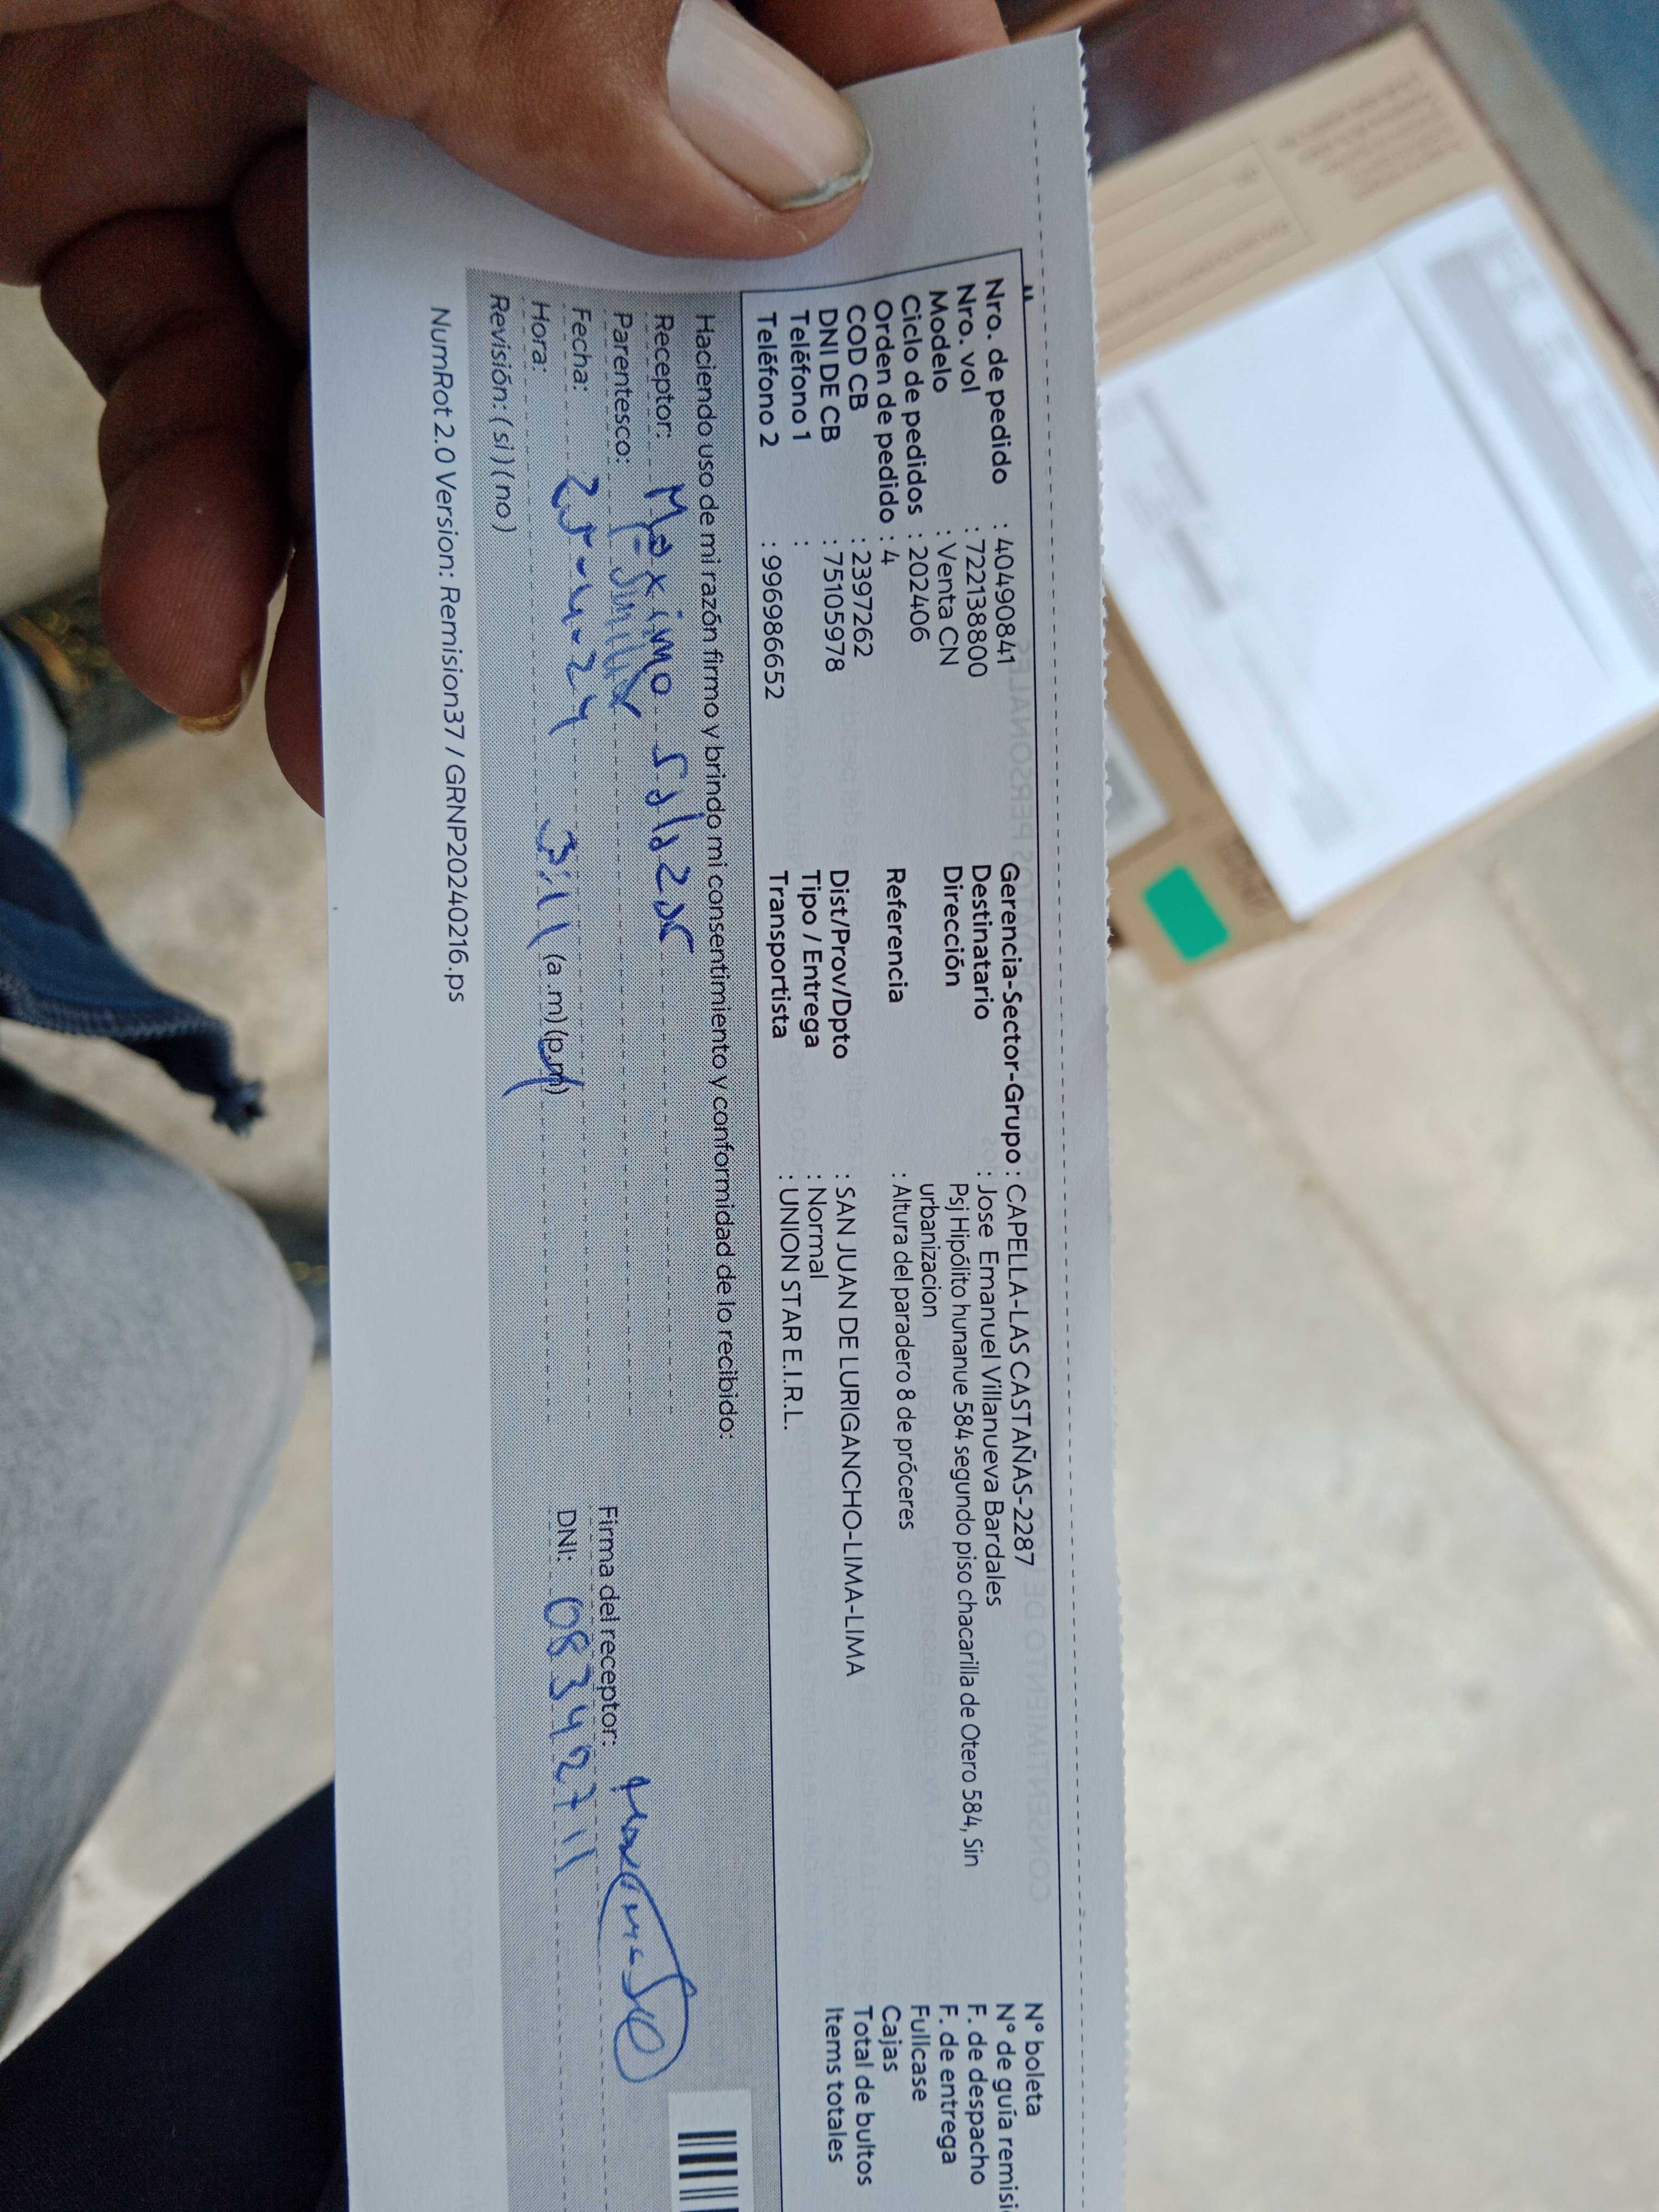 Nro. de pedido : 404908​41
Nro. vol : 722138800
Modelo : Venta CN
Ciclo de pedidos : 202406
Orden de pedido : 4
COD CB : 2397262
DNI DE CB : 75105978
Teléfono 1 :
Teléfono 2 : 996986652
Gerencia-Sector-Grupo : CAPELLA-LAS CASTAÑAS-2287
Destinatario : Jose Emanuel Villanueva Bardales
Dirección Psj Hipólito hunanue 584 segundo piso chacarilla de Otero 584, Sin
urbanizacion
Referencia : Altura del paradero 8 de próceres
Dist/Prov/Dpto : SAN JUAN DE LURIGANCHO-LIMA-LIMA
Tipo / Entrega : Normal
Transportista : UNION STAR E.I.R.L.
N° boleta
N° de guía remisi
F. de despacho
F. de entrega
Fullcase
Cajas
Total de bultos
Items totales
Haciendo uso de mi razón firmo y brindo mi consentimiento y conformidad de lo recibido:
Receptor: Maximo Salazar
Parentesco:
Fecha: 25-4-24
Hora: 3:11 (a.m) (p.m)
Revisión: ( si ) ( no )
Firma del receptor:
DNI: 08342711
NumRot 2.0 Version: Remision37 / GRNP20240216.ps